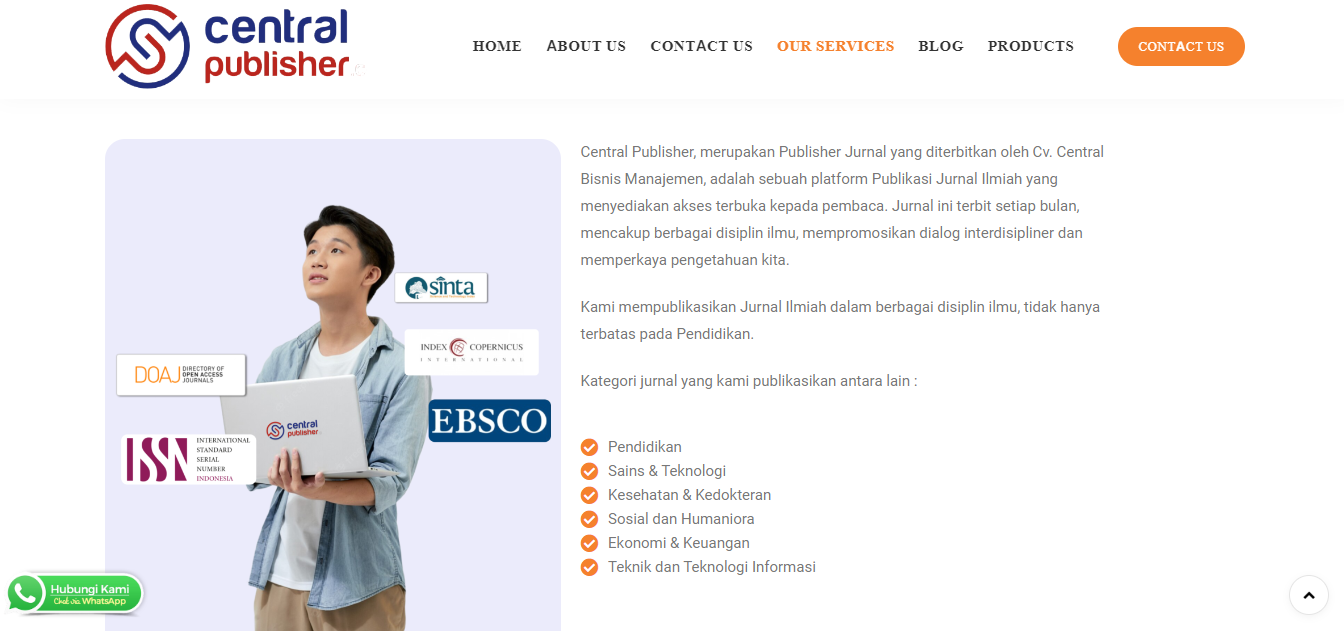 central
publisher
HOME ABOUT US CONTACT US OUR SERVICES BLOG PRODUCTS CONTACT US
Central Publisher, merupakan Publisher Jurnal yang diterbitkan oleh Cv. Central
Bisnis Manajemen, adalah sebuah platform Publikasi Jurnal Ilmiah yang
menyediakan akses terbuka kepada pembaca. Jurnal ini terbit setiap bulan,
mencakup berbagai disiplin ilmu, mempromosikan dialog interdisipliner dan
memperkaya pengetahuan kita.
Kami mempublikasikan Jurnal Ilmiah dalam berbagai disiplin ilmu, tidak hanya
terbatas pada Pendidikan.
Kategori jurnal yang kami publikasikan antara lain :
Pendidikan
Sains & Teknologi
Kesehatan & Kedokteran
Sosial dan Humaniora
Ekonomi & Keuangan
Teknik dan Teknologi Informasi
sinta
INDEX COPERNICUS
INTERNATIONAL
DOAJ
DIRECTORY OF
OPEN ACCESS
JOURNALS
EBSCO
central
publisher
ISSN
INTERNATIONAL
STANDARD
SERIAL
NUMBER
INDONESIA
Hubungi Kami
Chat via WhatsApp